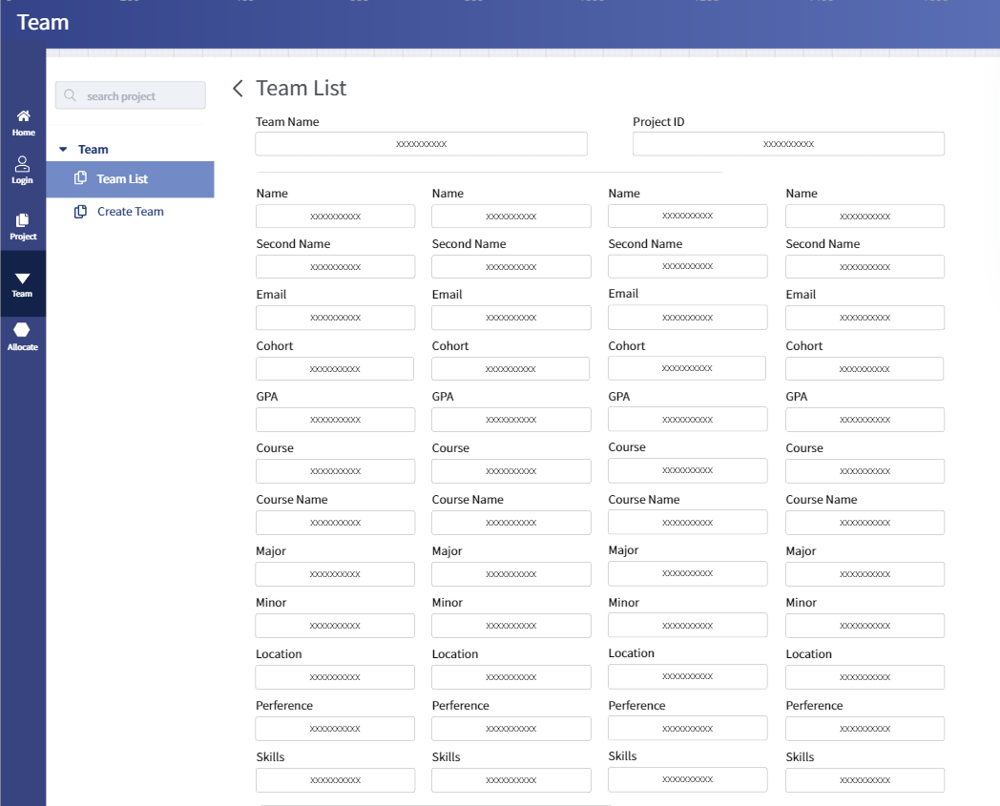 Team
search project
Home
Login
Project
Team
Allocate
Team
Team List
Create Team
Team List
Team Name Project ID
xxxxxxxxxx xxxxxxxxxx
Name Name Name Name
xxxxxxxxxx xxxxxxxxxx xxxxxxxxxx xxxxxxxxxx
Second Name Second Name Second Name Second Name
xxxxxxxxxx xxxxxxxxxx xxxxxxxxxx xxxxxxxxxx
Email Email Email Email
xxxxxxxxxx xxxxxxxxxx xxxxxxxxxx xxxxxxxxxx
Cohort Cohort Cohort Cohort
xxxxxxxxxx xxxxxxxxxx xxxxxxxxxx xxxxxxxxxx
GPA GPA GPA GPA
xxxxxxxxxx xxxxxxxxxx xxxxxxxxxx xxxxxxxxxx
Course Course Course Course
xxxxxxxxxx xxxxxxxxxx xxxxxxxxxx xxxxxxxxxx
Course Name Course Name Course Name Course Name
xxxxxxxxxx xxxxxxxxxx xxxxxxxxxx xxxxxxxxxx
Major Major Major Major
xxxxxxxxxx xxxxxxxxxx xxxxxxxxxx xxxxxxxxxx
Minor Minor Minor Minor
xxxxxxxxxx xxxxxxxxxx xxxxxxxxxx xxxxxxxxxx
Location Location Location Location
xxxxxxxxxx xxxxxxxxxx xxxxxxxxxx xxxxxxxxxx
Perference Perference Perference Perference
xxxxxxxxxx xxxxxxxxxx xxxxxxxxxx xxxxxxxxxx
Skills Skills Skills Skills
xxxxxxxxxx xxxxxxxxxx xxxxxxxxxx xxxxxxxxxx